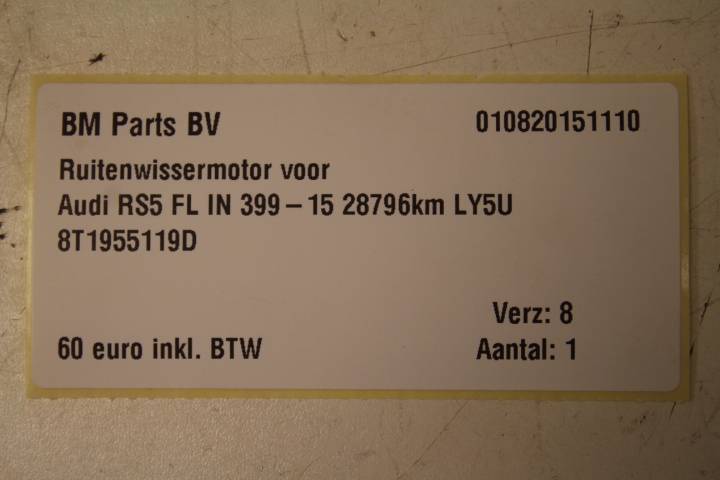 BM Parts BV 010820151110
Ruitenwissermotor voor
Audi RS5 FL IN 399 – 15 28796km LY5U
8T1955119D
Verz: 8
60 euro inkl. BTW Aantal: 1